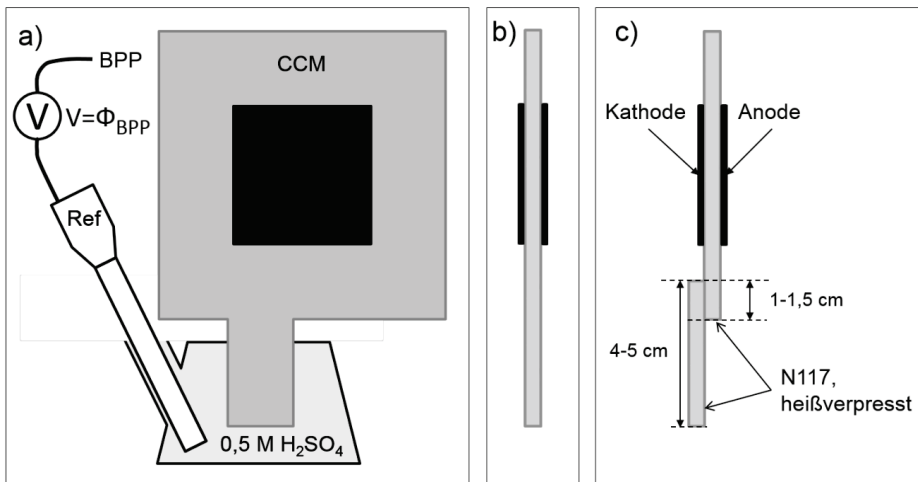 a)
BPP
CCM
V
V=Φ_BPP
Ref
0,5 M H₂SO₄
b)
c)
Kathode
Anode
1-1,5 cm
4-5 cm
N117,
heißverpresst